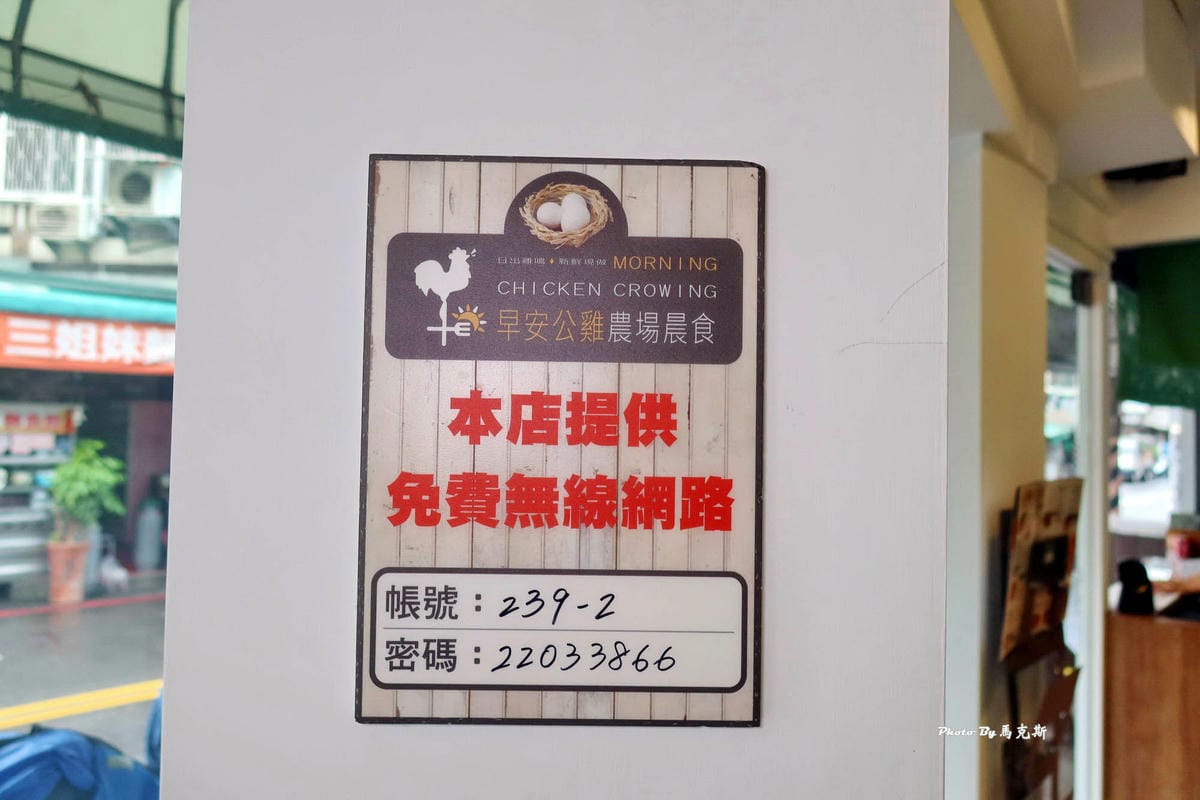 日出雞鳴♦新鮮現做 MORNING
CHICKEN CROWING
早安公雞農場晨食
本店提供
免費無線網路
帳號：239-2
密碼：22033866
三姐妹
Photo By 馬克斯